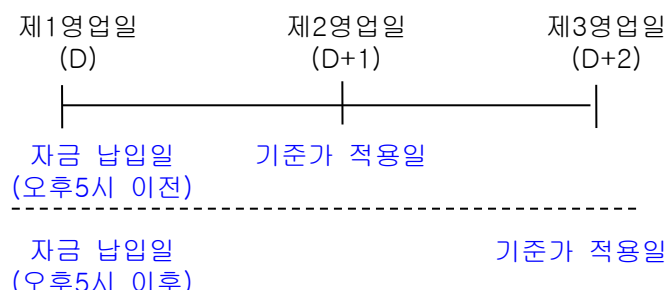 제1영업일 제2영업일 제3영업일
(D) (D+1) (D+2)
자금 납입일 기준가 적용일
(오후5시 이전)
자금 납입일 기준가 적용일
(오후5시 이후)